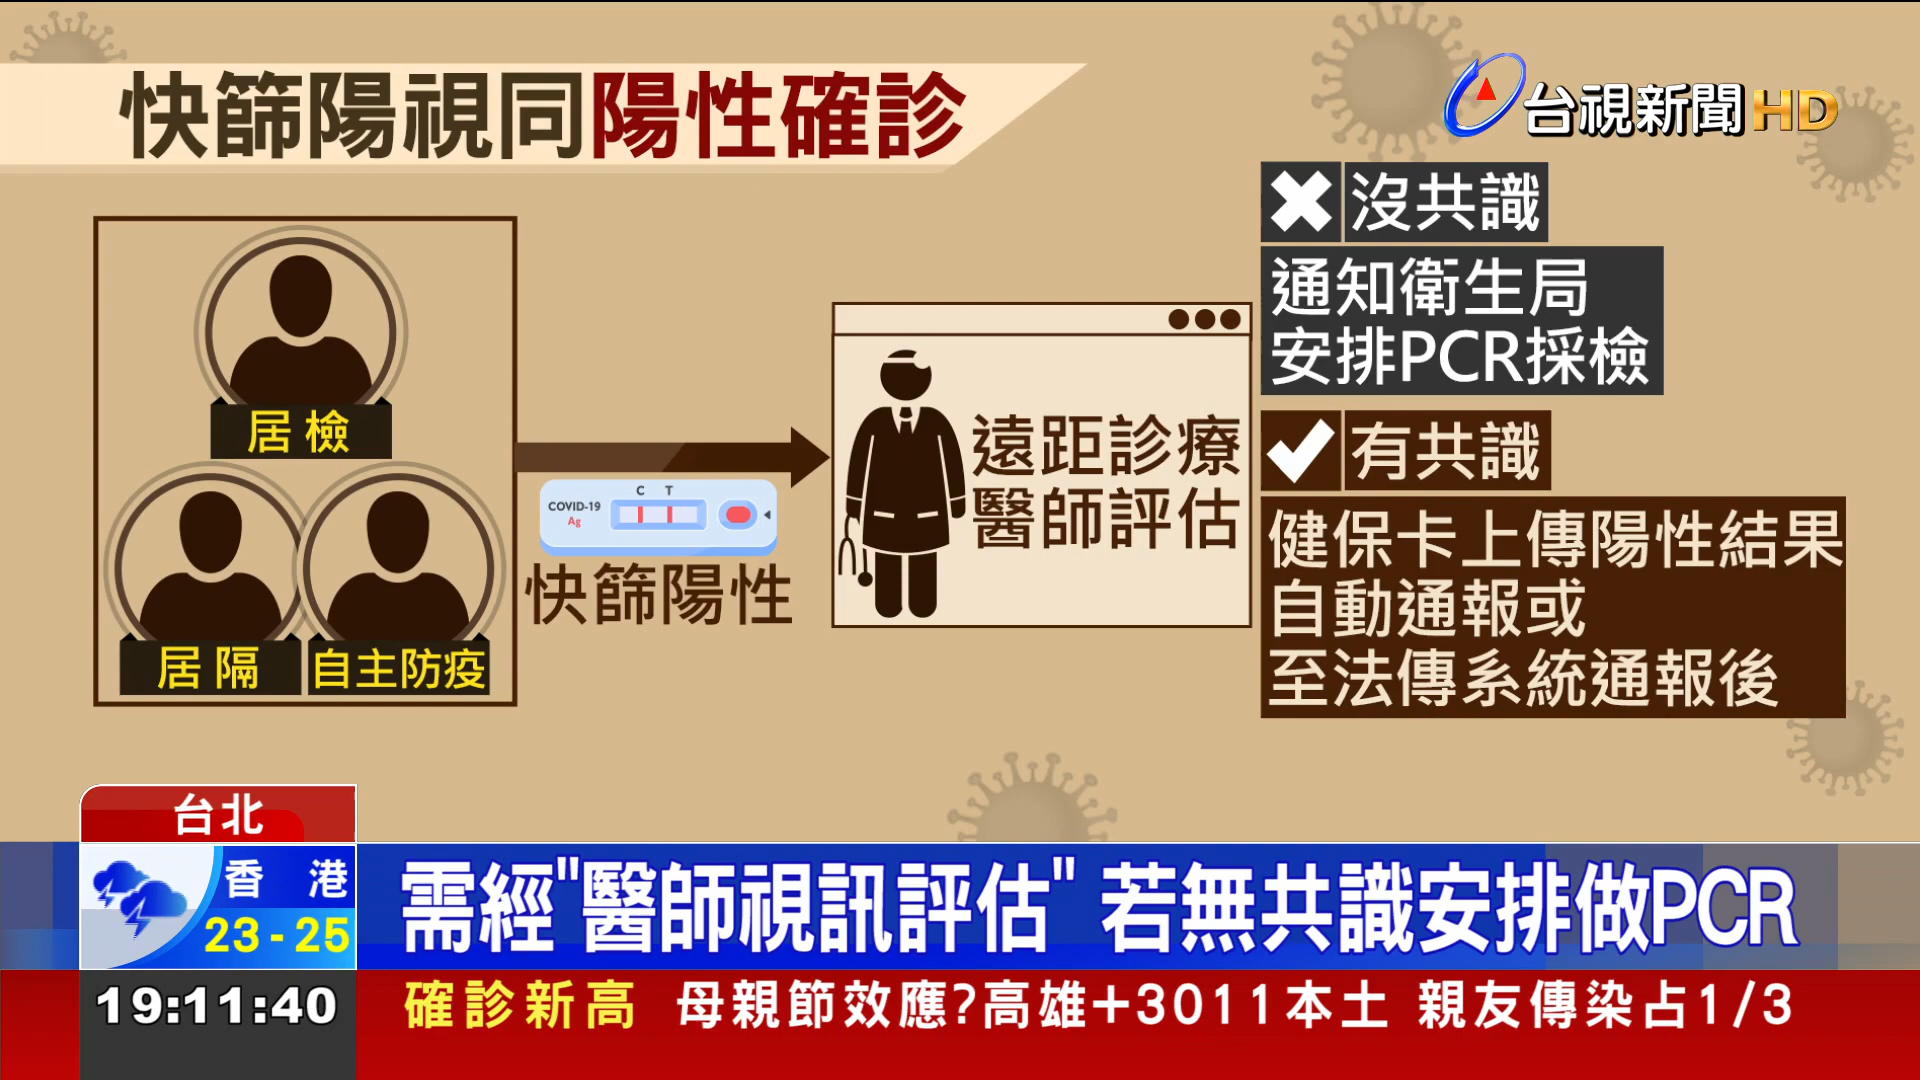 快篩陽視同陽性確診
台視新聞HD
居檢
居隔
自主防疫
COVID-19
Ag
C T
快篩陽性
遠距診療
醫師評估
沒共識
通知衛生局
安排PCR採檢
有共識
健保卡上傳陽性結果
自動通報或
至法傳系統通報後
台北
香港
23-25
19:11:40
需經"醫師視訊評估" 若無共識安排做PCR
確診新高 母親節效應?高雄+3011本土 親友傳染占1/3